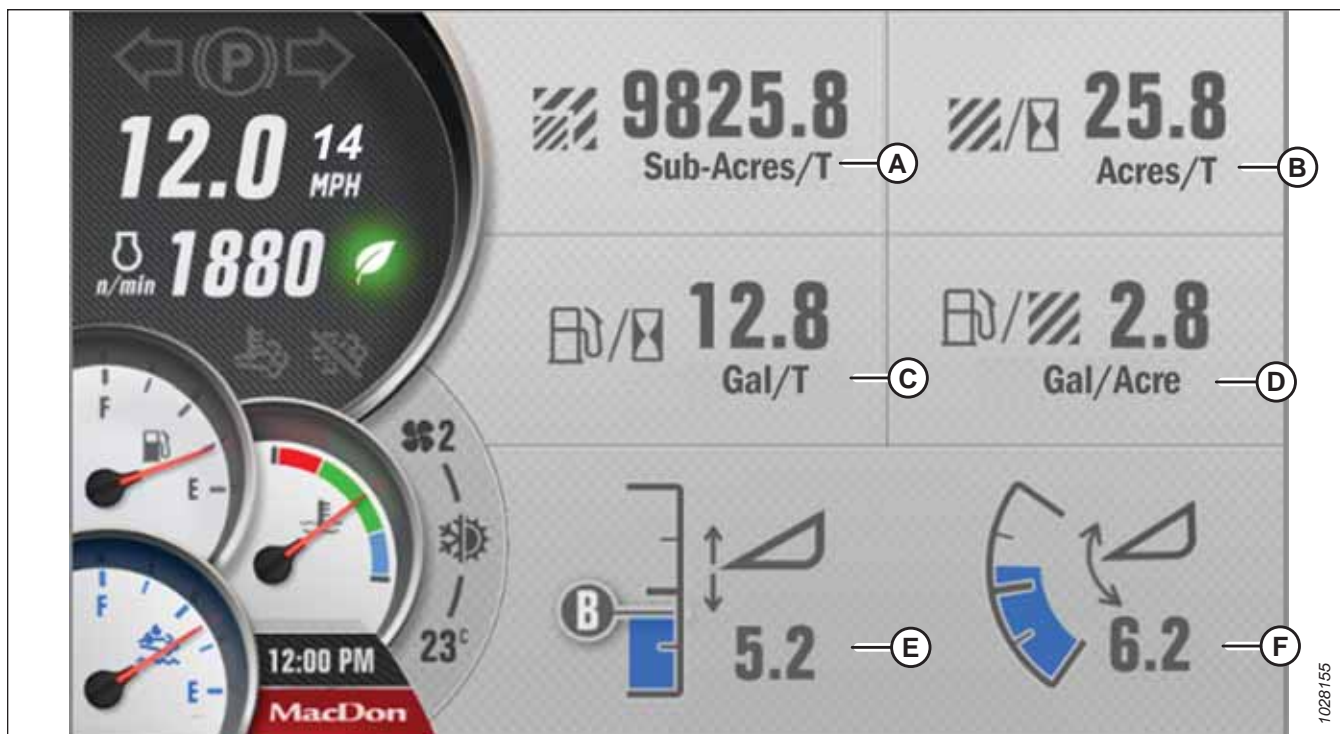 P
12.0 14
MPH
n/min 1880
F
E
F
E
2
23°C
12:00 PM
MacDon
9825.8
Sub-Acres/T
A
/ 25.8
Acres/T
B
/ 12.8
Gal/T
C
/ 2.8
Gal/Acre
D
B
5.2
E
6.2
F
1028155